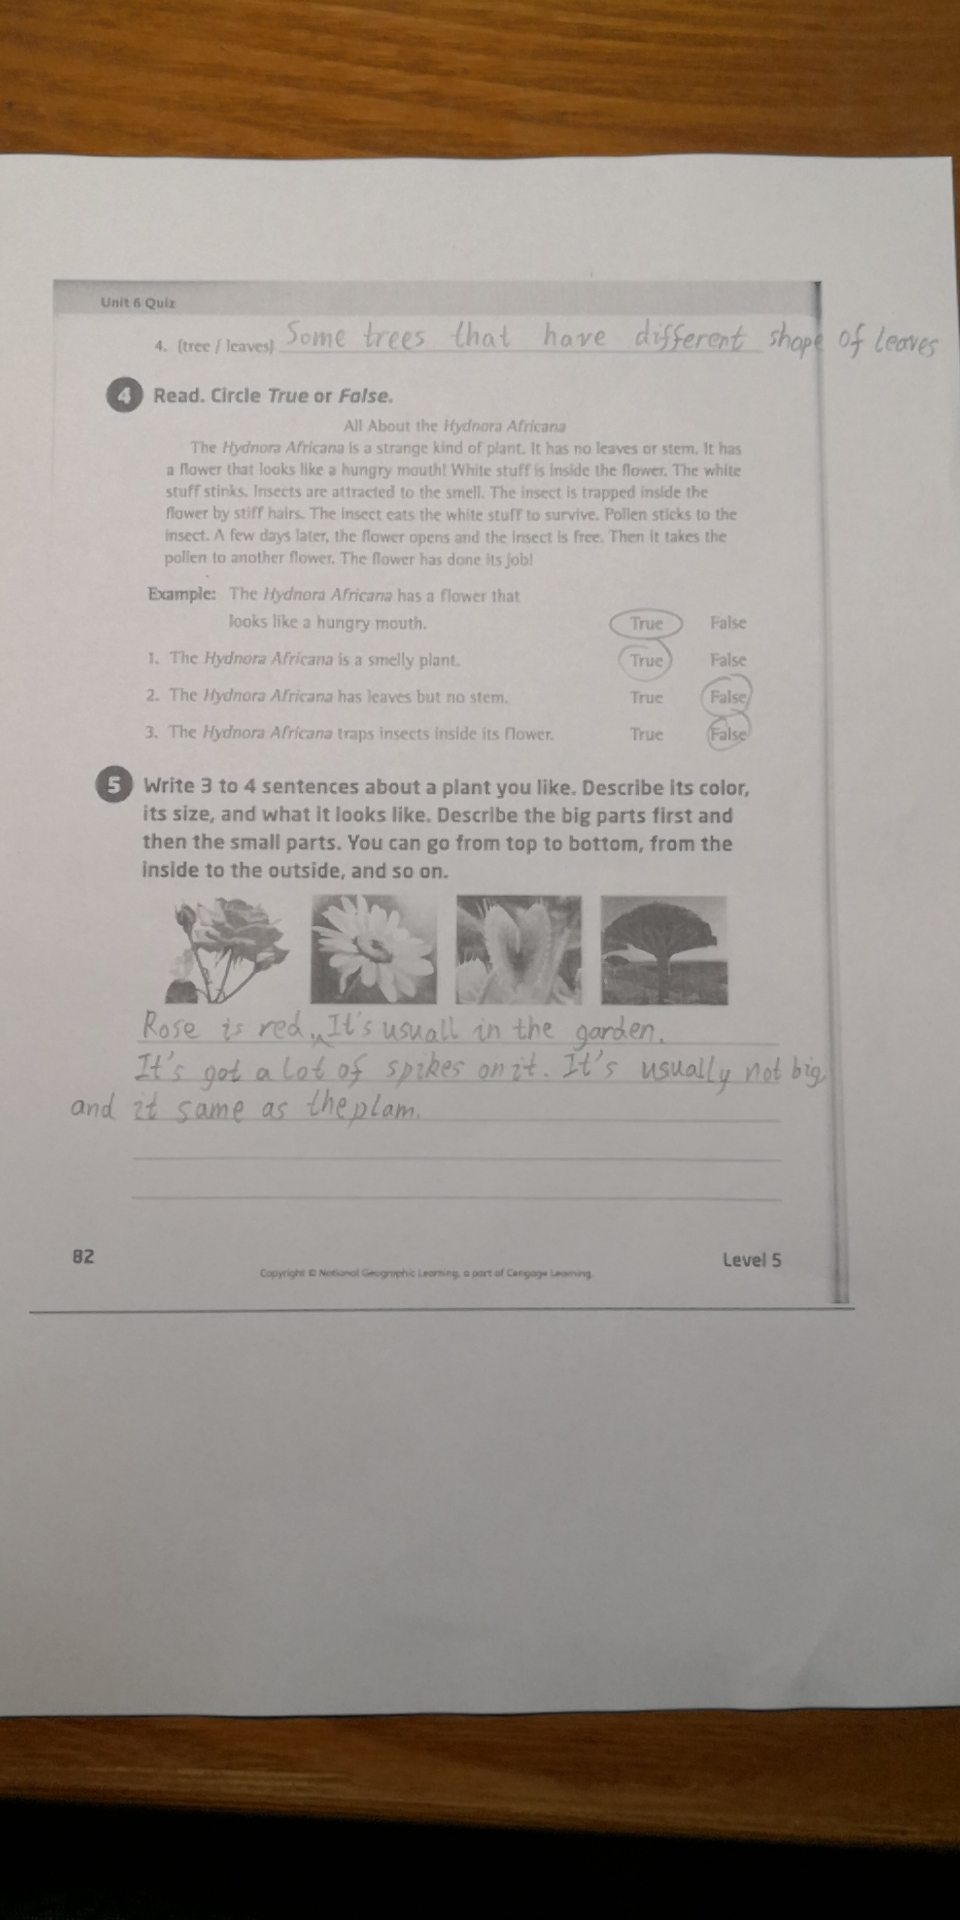 Unit 6 Quiz
4. (tree / leaves) Some trees that have different shape of leaves
4 Read. Circle True or False.
All About the Hydnora Africana
The Hydnora Africana is a strange kind of plant. It has no leaves or stem. It has
a flower that looks like a hungry mouth! White stuff is inside the flower. The white
stuff stinks. Insects are attracted to the smell. The insect is trapped inside the
flower by stiff hairs. The insect eats the white stuff to survive. Pollen sticks to the
insect. A few days later, the flower opens and the insect is free. Then it takes the
pollen to another flower. The flower has done its job!
Example: The Hydnora Africana has a flower that
looks like a hungry mouth. True False
1. The Hydnora Africana is a smelly plant. True False
2. The Hydnora Africana has leaves but no stem. True False
3. The Hydnora Africana traps insects inside its flower. True False
5 Write 3 to 4 sentences about a plant you like. Describe its color,
its size, and what it looks like. Describe the big parts first and
then the small parts. You can go from top to bottom, from the
inside to the outside, and so on.
Rose is red. It's usuall in the garden.
It's got a lot of spikes on it. It's usually not big,
and it same as the plam.
82
Level 5
Copyright © National Geographic Learning, a part of Cengage Learning.